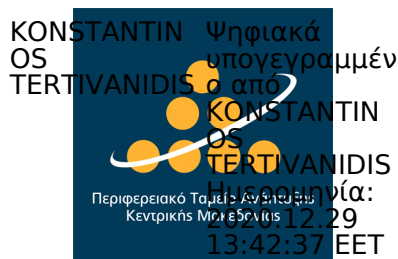 KONSTANTIN
OS
TERTIVANIDIS
Ψηφιακά
υπογεγραμμέν
ο από
KONSTANTIN
OS
TERTIVANIDIS
Ημερομηνία:
2020.12.29
13:42:37 EET
Περιφερειακό Ταμείο Ανάπτυξης
Κεντρικής Μακεδονίας